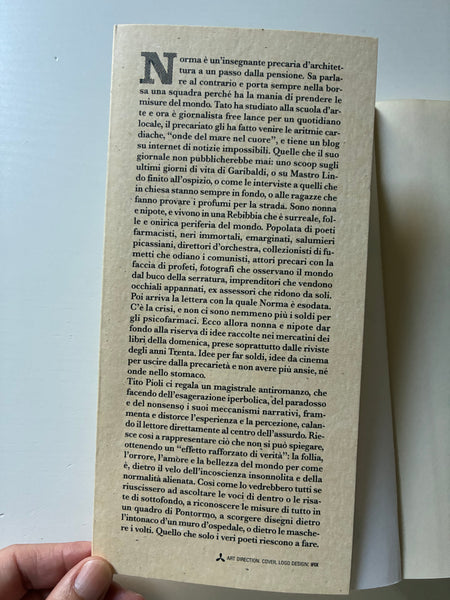 Norma è un'insegnante precaria d'architet-
tura a un passo dalla pensione. Sa parla-
re al contrario e porta sempre nella bor-
sa una squadra perché ha la mania di prendere le
misure del mondo. Tato ha studiato alla scuola d'ar-
te e ora è giornalista free lance per un quotidiano
locale, il precariato gli ha fatto venire le aritmie car-
diache, "onde del mare nel cuore", e tiene un blog
su internet di notizie impossibili. Quelle che il suo
giornale non pubblicherebbe mai: uno scoop sugli
ultimi giorni di vita di Garibaldi, o su Mastro Lin-
do finito all'ospizio, o come le interviste a quelli che
in chiesa stanno sempre in fondo, o alle ragazze che
fanno provare i profumi per la strada. Sono nonna
e nipote, e vivono in una Rebibbia che è surreale, fol-
le e onirica periferia del mondo. Popolata di poeti
farmacisti, neri immortali, emarginati, salumieri
picassiani, direttori d'orchestra, collezionisti di fu-
metti che odiano i comunisti, attori precari con la
faccia di profeti, fotografi che osservano il mondo
dal buco della serratura, imprenditori che vendono
occhiali appannati, ex assessori che ridono da soli.
Poi arriva la lettera con la quale Norma è esodata.
C'è la crisi, e non ci sono nemmeno più i soldi per
gli psicofarmaci. Ecco allora nonna e nipote dar
fondo alla riserva di idee raccolte nei mercatini dei
libri della domenica, prese soprattutto dalle riviste
degli anni Trenta. Idee per far soldi, idee da cinema
per uscire dalla precarietà e non avere più ansie, né
onde nello stomaco.
Tito Pioli ci regala un magistrale antiromanzo, che
facendo dell'esagerazione iperbolica, del paradosso
e del nonsenso i suoi meccanismi narrativi, fram-
menta e distorce l'esperienza e la percezione, calan-
do il lettore direttamente al centro dell'assurdo. Rie-
sce così a rappresentare ciò che non si può spiegare,
ottenendo un "effetto rafforzato di verità": la follia,
l'orrore, l'amore e la bellezza del mondo per come
è, dietro il velo dell'incoscienza insonnolita e della
normalità alienata. Così come lo vedrebbero tutti se
riuscissero ad ascoltare le voci di dentro o le risa-
te di sottofondo, a riconoscere le misure di tutto in
un quadro di Pontormo, a scorgere disegni dietro
l'intonaco d'un muro d'ospedale, o dietro le masche-
re i volti. Quello che solo i veri poeti riescono a fare.
ART DIRECTION, COVER, LOGO DESIGN: